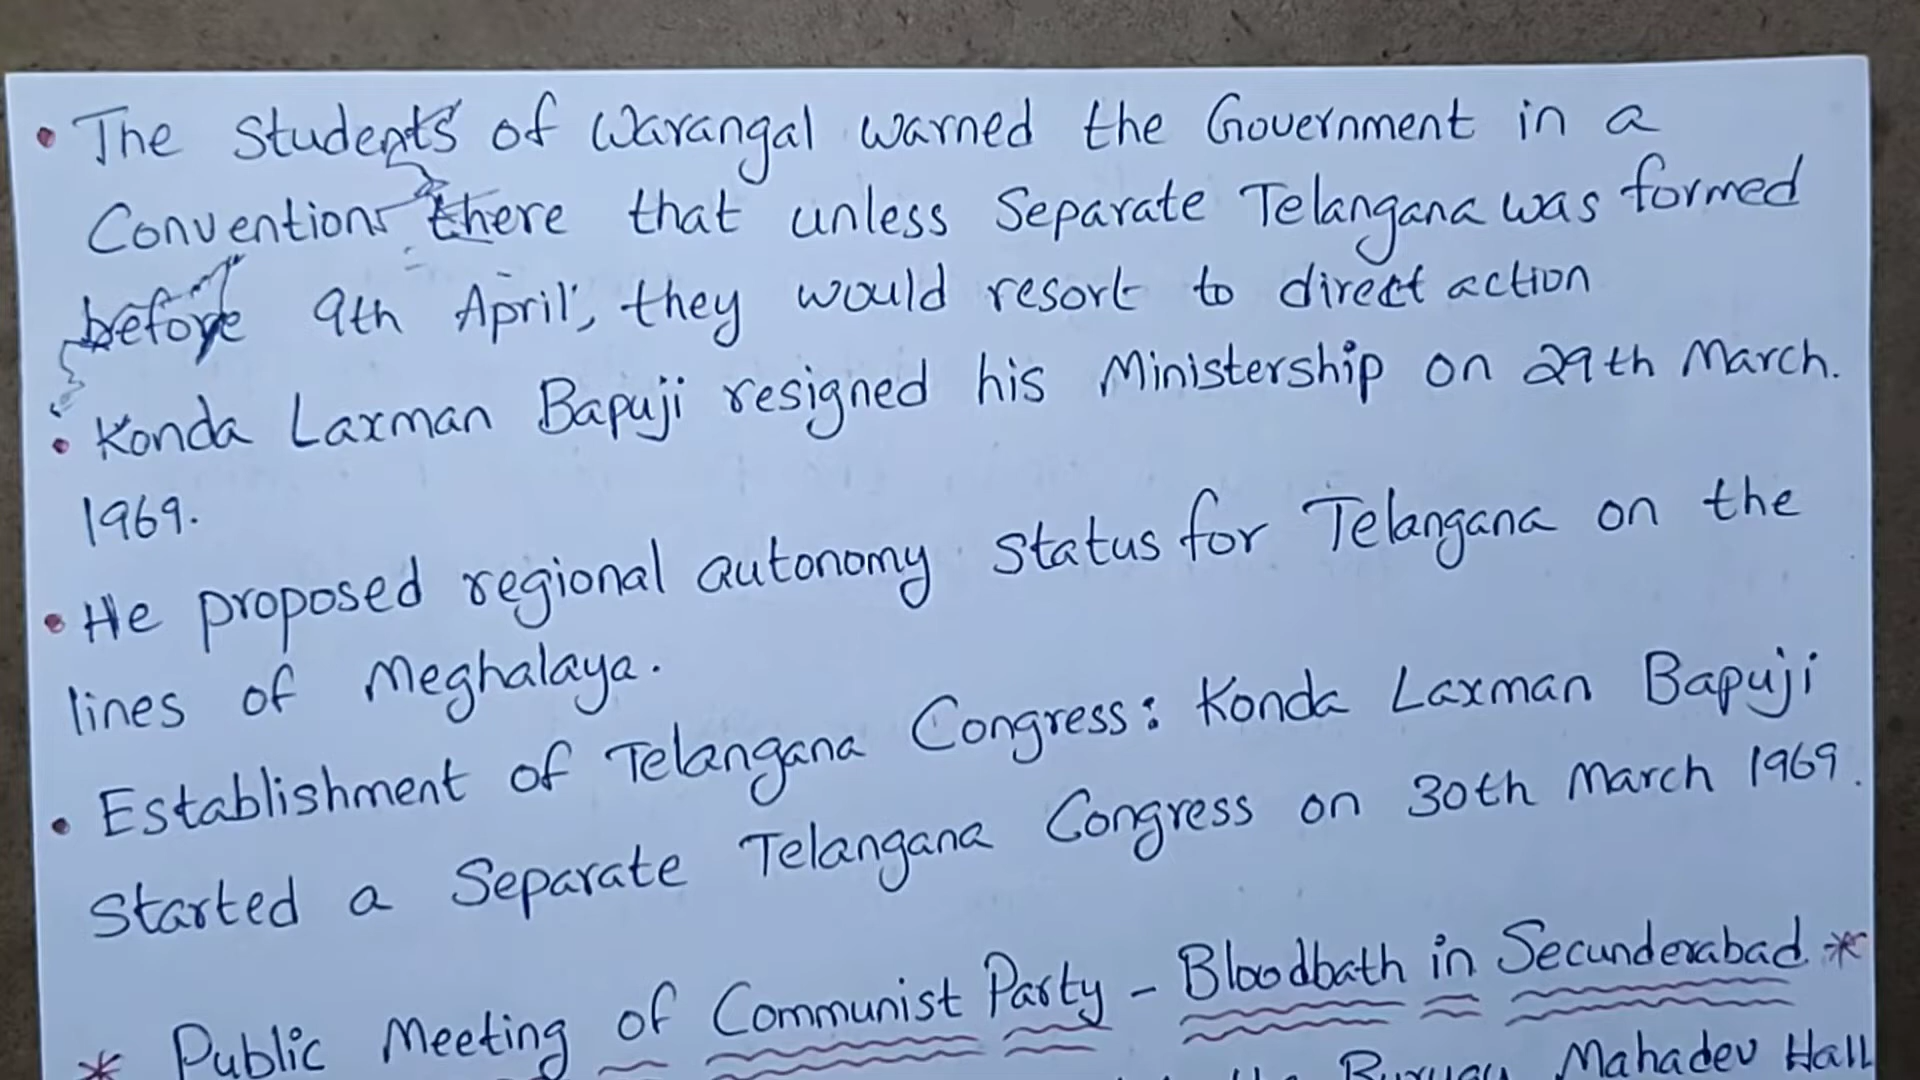 • The Students of Warangal warned the Government in a
Convention there that unless Separate Telangana was formed
before 9th April, they would resort to direct action
• Konda Laxman Bapuji resigned his Ministership on 29th March.
1969.
• He proposed regional autonomy status for Telangana on the
lines of Meghalaya.
• Establishment of Telangana Congress: Konda Laxman Bapuji
Started a Separate Telangana Congress on 30th March 1969.
* Public Meeting of Communist Party - Bloodbath in Secunderabad *
Mahadev Hall